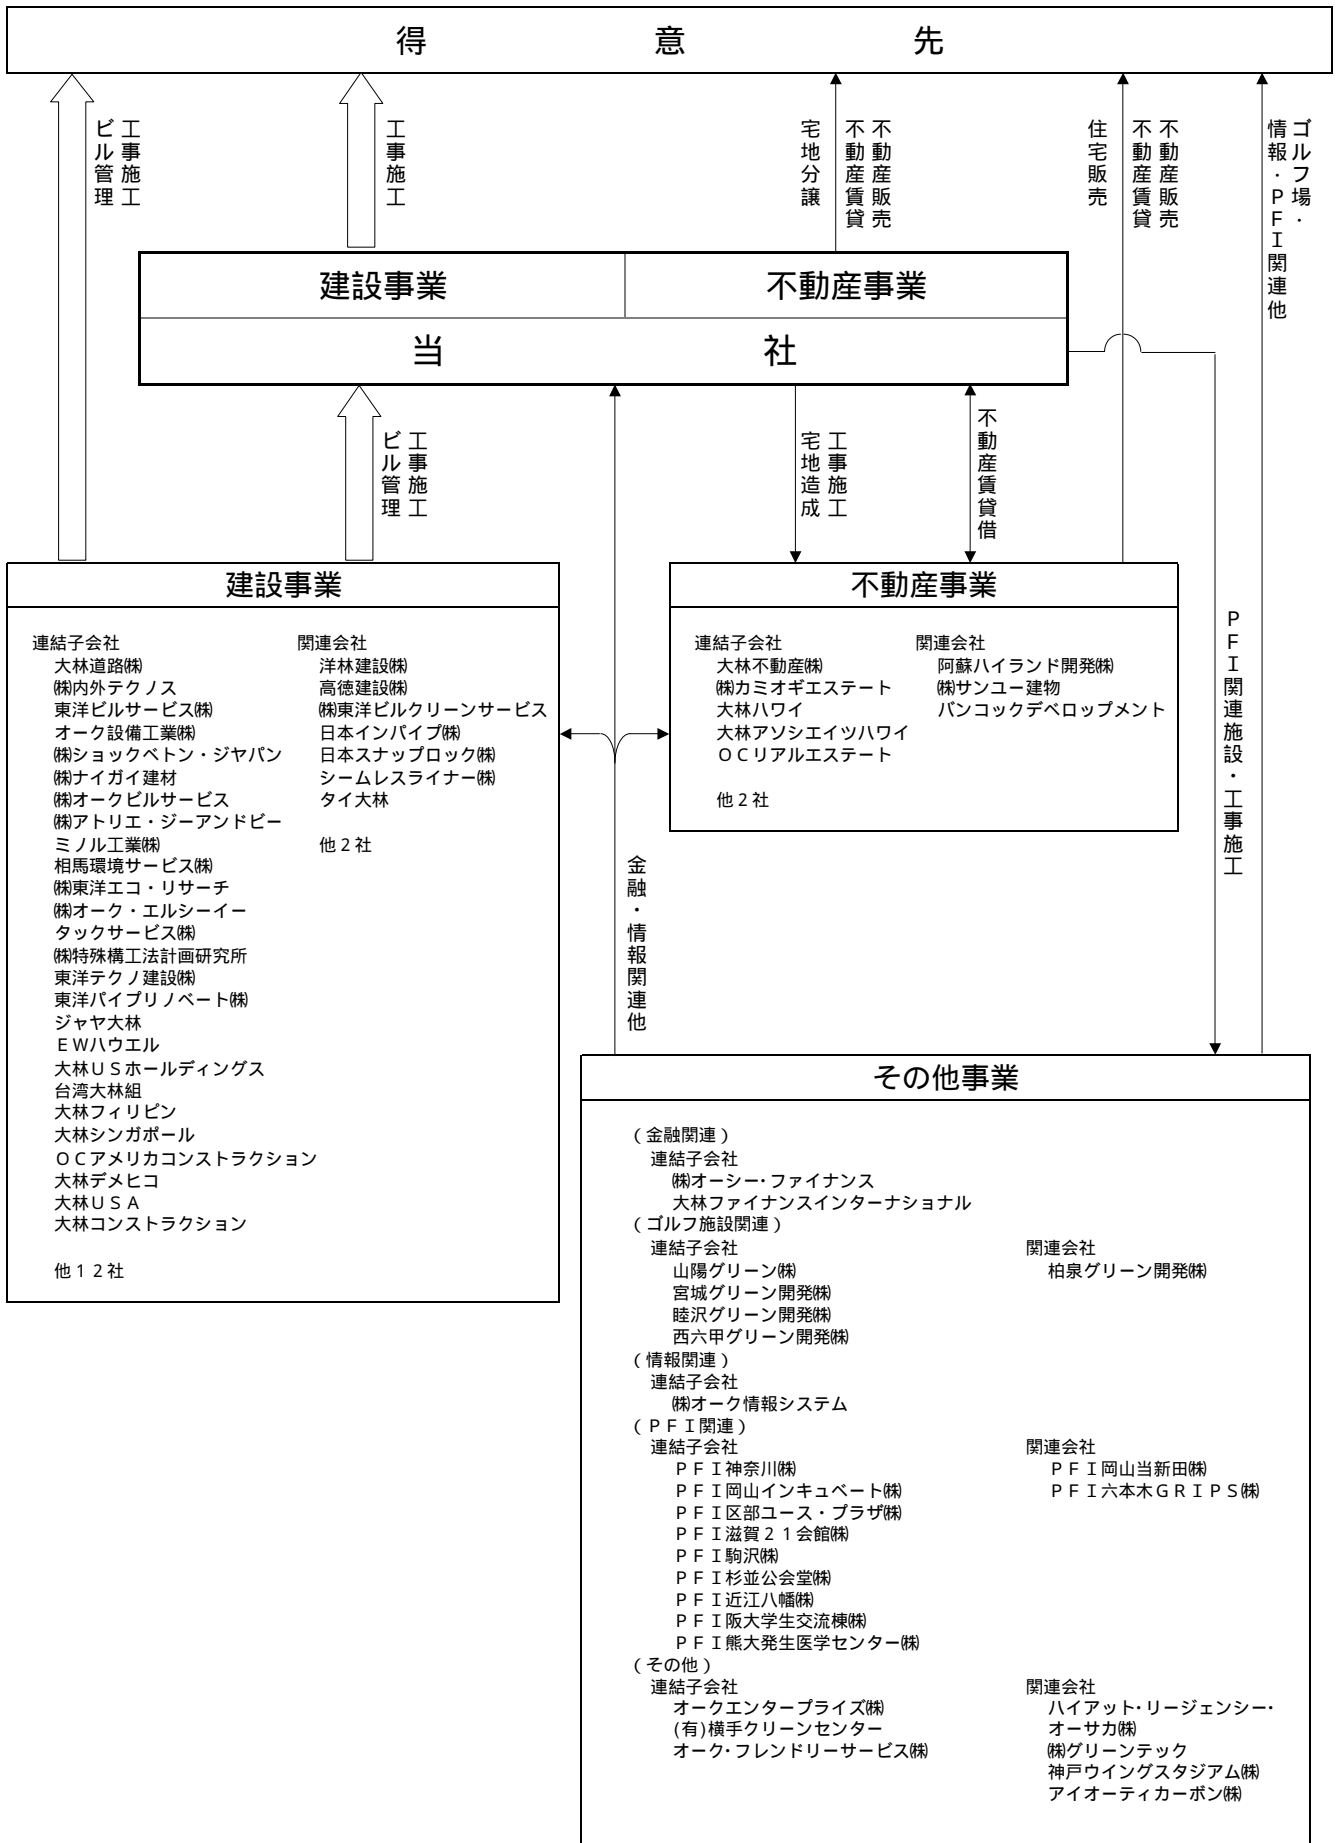 得意先
工事施工
ビル管理
工事施工
不動産販売
不動産賃貸
宅地分譲
不動産販売
不動産賃貸
住宅販売
ゴルフ場・
情報・PFI関連他
建設事業
不動産事業
当社
工事施工
ビル管理
工事施工
宅地造成
不動産賃貸借
PFI関連施設・工事施工
金融・情報関連他
建設事業
連結子会社
大林道路㈱
㈱内外テクノス
東洋ビルサービス㈱
オーク設備工業㈱
㈱ショックベトン・ジヤパン
㈱ナイガイ建材
㈱オークビルサービス
㈱アトリエ・ジーアンドビー
ミノル工業㈱
相馬環境サービス㈱
㈱東洋エコ・リサーチ
㈱オーク・エルシーイー
タックサービス㈱
㈱特殊構工法計画研究所
東洋テクノ建設㈱
東洋パイプリノベート㈱
ジャヤ大林
EWハウエル
大林USホールディングス
台湾大林組
大林フィリピン
大林シンガポール
OCアメリカコンストラクション
大林デメヒコ
大林USA
大林コンストラクション
他12社
関連会社
洋林建設㈱
高徳建設㈱
㈱東洋ビルクリーンサービス
日本インパイプ㈱
日本スナップロック㈱
シームレスライナー㈱
タイ大林
他2社
不動産事業
連結子会社
大林不動産㈱
㈱カミオギエステート
大林ハワイ
大林アソシエイツハワイ
OCリアルエステート
他2社
関連会社
阿蘇ハイランド開発㈱
㈱サンユー建物
バンコックデベロップメント
その他事業
(金融関連)
連結子会社
㈱オーシー・ファイナンス
大林ファイナンスインターナショナル
(ゴルフ施設関連)
連結子会社
山陽グリーン㈱
宮城グリーン開発㈱
睦沢グリーン開発㈱
西六甲グリーン開発㈱
関連会社
柏泉グリーン開発㈱
(情報関連)
連結子会社
㈱オーク情報システム
(PFI関連)
連結子会社
PFI神奈川㈱
PFI岡山インキュベート㈱
PFI区部ユース・プラザ㈱
PFI滋賀21会館㈱
PFI駒沢㈱
PFI杉並公会堂㈱
PFI近江八幡㈱
PFI阪大学生交流棟㈱
PFI熊大発生医学センター㈱
関連会社
PFI岡山当新田㈱
PFI六本木GRIPS㈱
(その他)
連結子会社
オークエンタープライズ㈱
(有)横手クリーンセンター
オーク・フレンドリーサービス㈱
関連会社
ハイアット・リージェンシー・
オーサカ㈱
㈱グリーンテック
神戸ウイングスタジアム㈱
アイオーティカーボン㈱